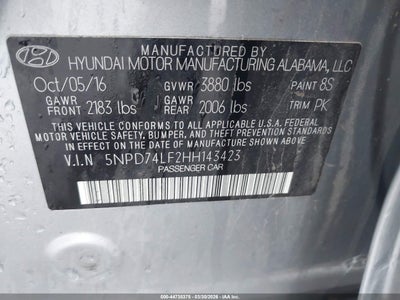 MANUFACTURED BY
HYUNDAI MOTOR MANUFACTURING ALABAMA, LLC
Oct/05/16 GVWR 3880 lbs PAINT 8S
GAWR FRONT 2183 lbs GAWR REAR 2006 lbs TRIM PK
THIS VEHICLE CONFORMS TO ALL APPLICABLE U.S.A FEDERAL
MOTOR VEHICLE SAFETY, BUMPER, AND THEFT PREVENTION
STANDARDS IN EFFECT ON THE DATE OF MANUFACTURE
SHOWN ABOVE
V.I.N 5NPD74LF2HH143423
PASSENGER CAR